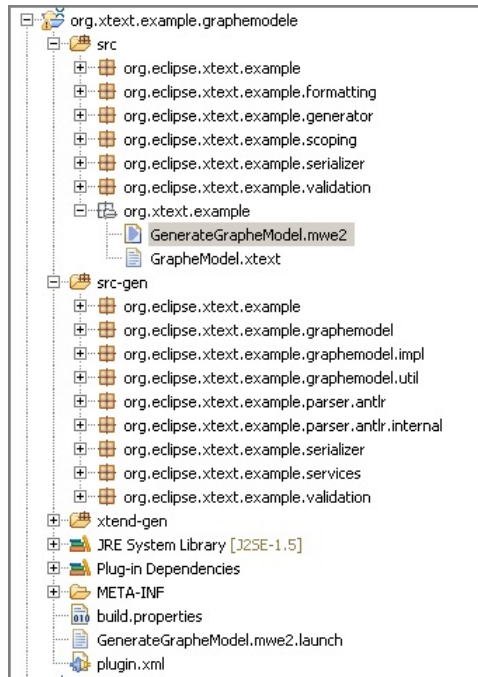 org.xtext.example.graphemodele
src
org.eclipse.xtext.example
org.eclipse.xtext.example.formatting
org.eclipse.xtext.example.generator
org.eclipse.xtext.example.scoping
org.eclipse.xtext.example.serializer
org.eclipse.xtext.example.validation
org.xtext.example
GenerateGrapheModel.mwe2
GrapheModel.xtext
src-gen
org.eclipse.xtext.example
org.eclipse.xtext.example.graphemodel
org.eclipse.xtext.example.graphemodel.impl
org.eclipse.xtext.example.graphemodel.util
org.eclipse.xtext.example.parser.antlr
org.eclipse.xtext.example.parser.antlr.internal
org.eclipse.xtext.example.serializer
org.eclipse.xtext.example.services
org.eclipse.xtext.example.validation
xtend-gen
JRE System Library [J2SE-1.5]
Plug-in Dependencies
META-INF
build.properties
GenerateGrapheModel.mwe2.launch
plugin.xml